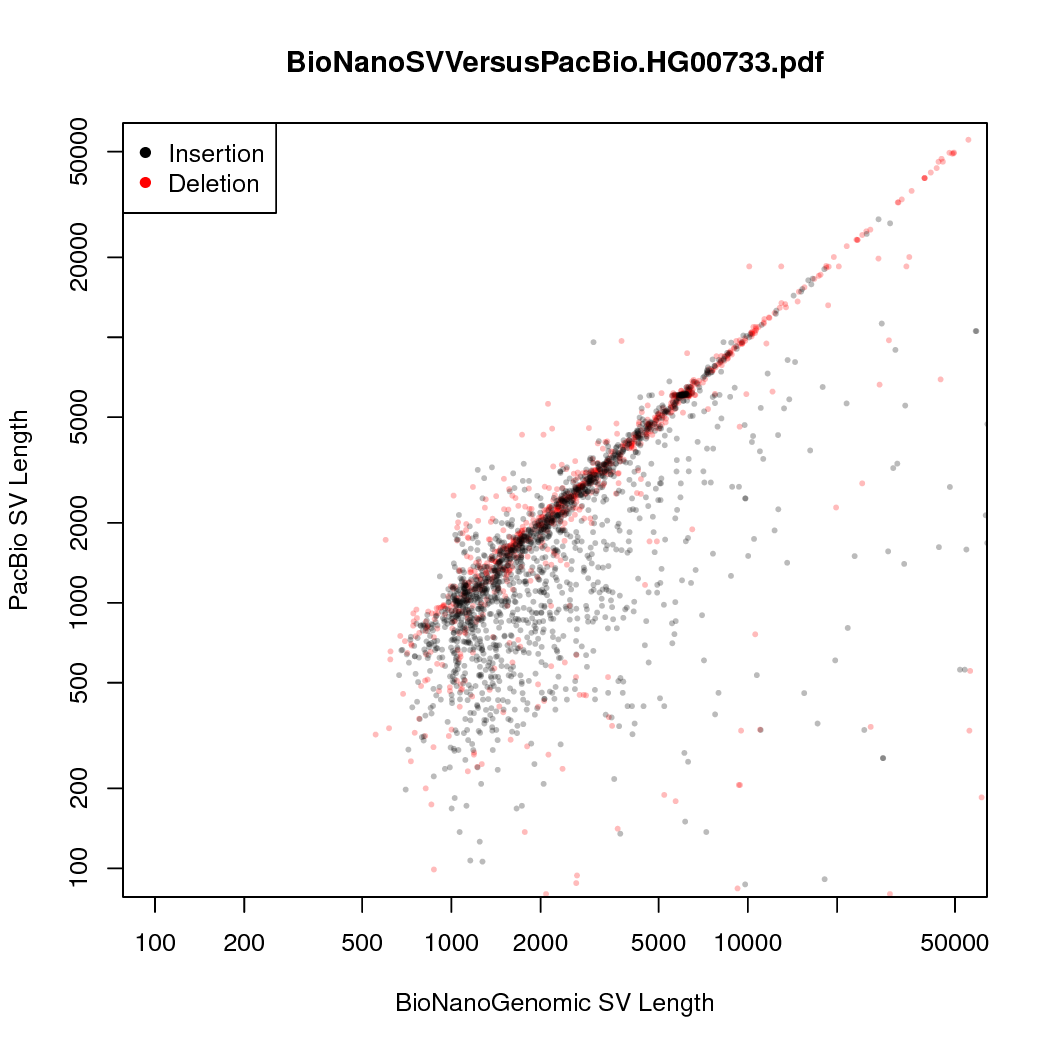 BioNanoSVVersusPacBio.HG00733.pdf
Insertion
Deletion
PacBio SV Length
50000
20000
5000
2000
1000
500
200
100
100 200 500 1000 2000 5000 10000 50000
BioNanoGenomic SV Length